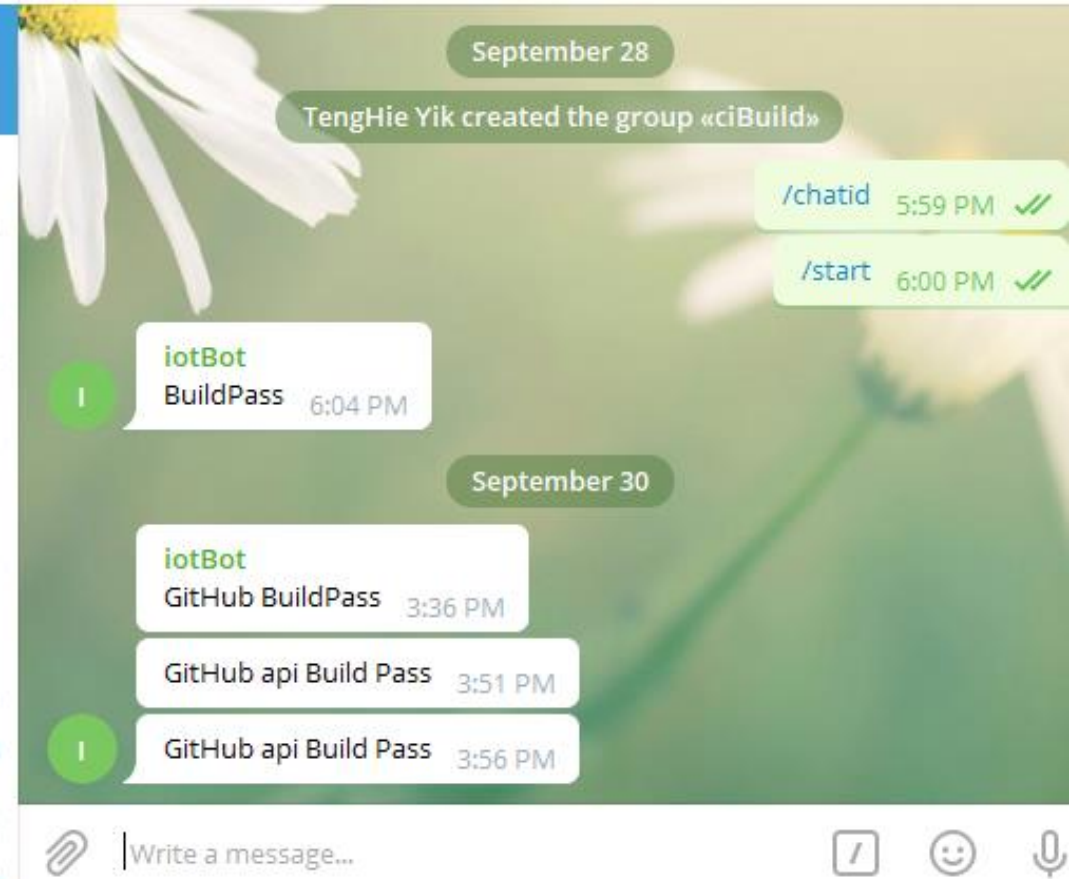 September 28
TengHie Yik created the group «ciBuild»
/chatid 5:59 PM
/start 6:00 PM
iotBot
BuildPass 6:04 PM
I
September 30
iotBot
GitHub BuildPass 3:36 PM
GitHub api Build Pass 3:51 PM
GitHub api Build Pass 3:56 PM
I
Write a message...
/